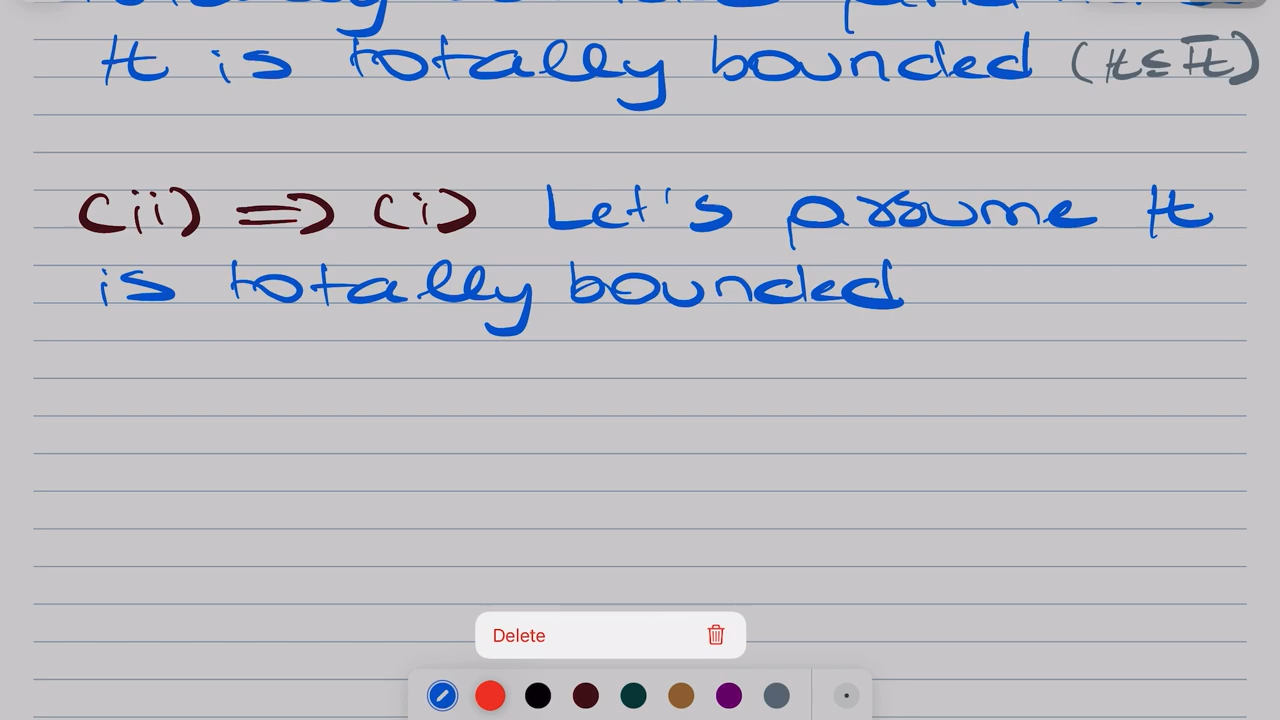 ℋ is totally bounded (ℋ ⊆ ℋ̅)
(ii) => (i) Let's assume ℋ
is totally bounded
Delete